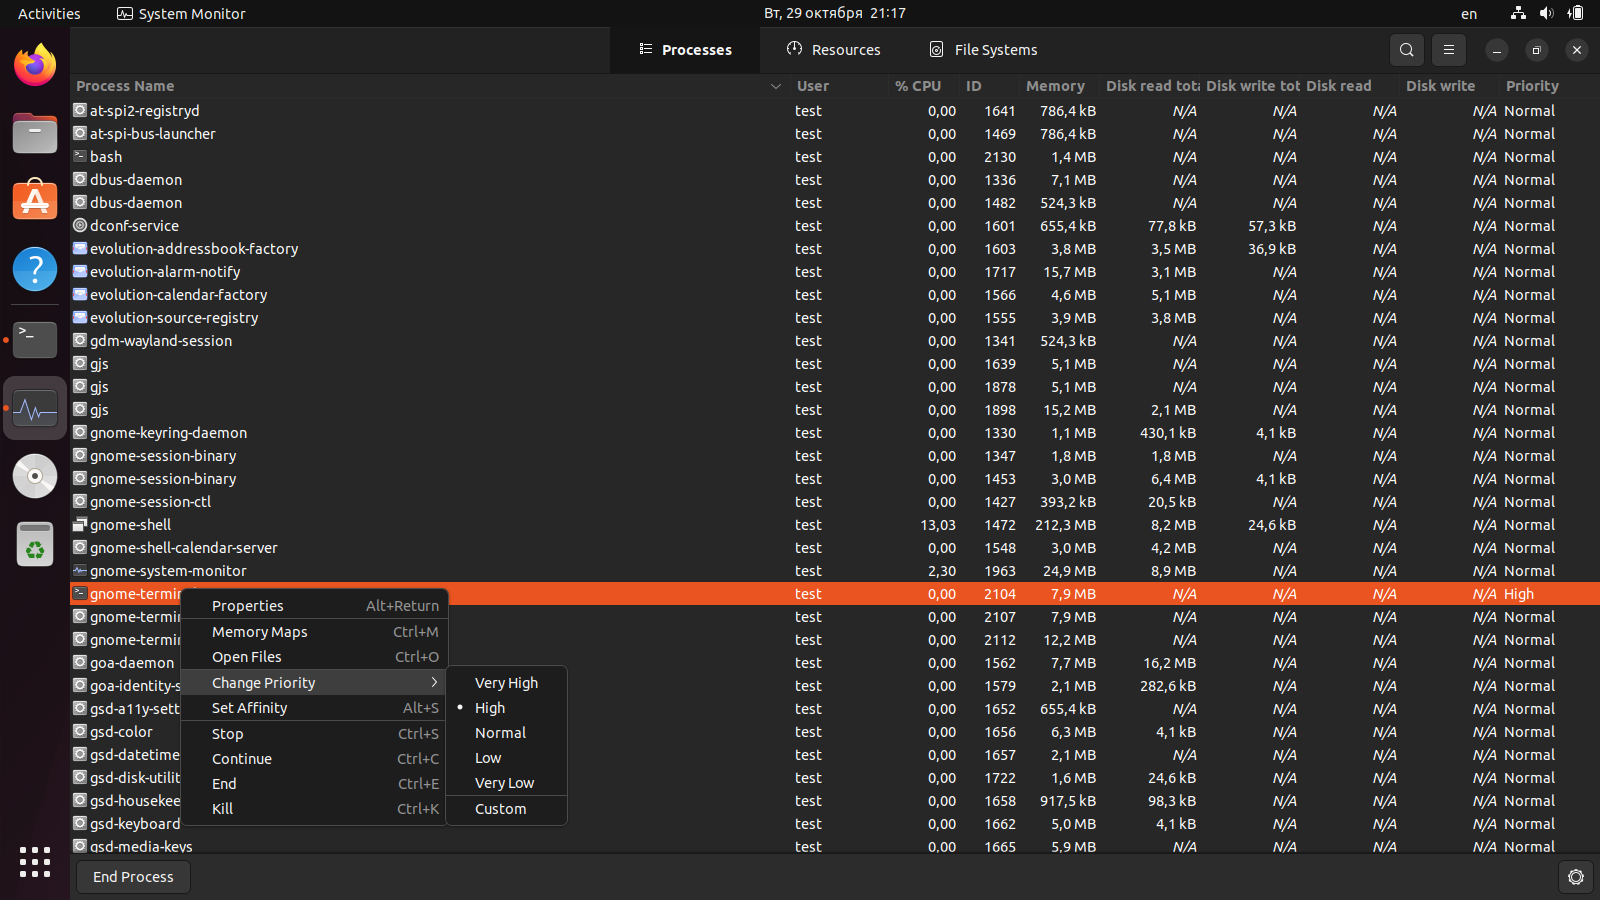 Activities System Monitor Вт, 29 октября 21:17 en
Processes Resources File Systems
Process Name User % CPU ID Memory Disk read tota Disk write tot Disk read Disk write Priority
at-spi2-registryd test 0,00 1641 786,4 kB N/A N/A N/A N/A Normal
at-spi-bus-launcher test 0,00 1469 786,4 kB N/A N/A N/A N/A Normal
bash test 0,00 2130 1,4 MB N/A N/A N/A N/A Normal
dbus-daemon test 0,00 1336 7,1 MB N/A N/A N/A N/A Normal
dbus-daemon test 0,00 1482 524,3 kB N/A N/A N/A N/A Normal
dconf-service test 0,00 1601 655,4 kB 77,8 kB 57,3 kB N/A N/A Normal
evolution-addressbook-factory test 0,00 1603 3,8 MB 3,5 MB 36,9 kB N/A N/A Normal
evolution-alarm-notify test 0,00 1717 15,7 MB 3,1 MB N/A N/A N/A Normal
evolution-calendar-factory test 0,00 1566 4,6 MB 5,1 MB N/A N/A N/A Normal
evolution-source-registry test 0,00 1555 3,9 MB 3,8 MB N/A N/A N/A Normal
gdm-wayland-session test 0,00 1341 524,3 kB N/A N/A N/A N/A Normal
gjs test 0,00 1639 5,1 MB N/A N/A N/A N/A Normal
gjs test 0,00 1878 5,1 MB N/A N/A N/A N/A Normal
gjs test 0,00 1898 15,2 MB 2,1 MB N/A N/A N/A Normal
gnome-keyring-daemon test 0,00 1330 1,1 MB 430,1 kB 4,1 kB N/A N/A Normal
gnome-session-binary test 0,00 1347 1,8 MB 1,8 MB N/A N/A N/A Normal
gnome-session-binary test 0,00 1453 3,0 MB 6,4 MB 4,1 kB N/A N/A Normal
gnome-session-ctl test 0,00 1427 393,2 kB 20,5 kB N/A N/A N/A Normal
gnome-shell test 13,03 1472 212,3 MB 8,2 MB 24,6 kB N/A N/A Normal
gnome-shell-calendar-server test 0,00 1548 3,0 MB 4,2 MB N/A N/A N/A Normal
gnome-system-monitor test 2,30 1963 24,9 MB 8,9 MB N/A N/A N/A Normal
gnome-termin test 0,00 2104 7,9 MB N/A N/A N/A N/A High
gnome-termin test 0,00 2107 7,9 MB N/A N/A N/A N/A Normal
gnome-termin test 0,00 2112 12,2 MB N/A N/A N/A N/A Normal
goa-daemon test 0,00 1562 7,7 MB 16,2 MB N/A N/A N/A Normal
goa-identity-s test 0,00 1579 2,1 MB 282,6 kB N/A N/A N/A Normal
gsd-a11y-sett test 0,00 1652 655,4 kB N/A N/A N/A N/A Normal
gsd-color test 0,00 1656 6,3 MB 4,1 kB N/A N/A N/A Normal
gsd-datetime test 0,00 1657 2,1 MB N/A N/A N/A N/A Normal
gsd-disk-utilit test 0,00 1722 1,6 MB 24,6 kB N/A N/A N/A Normal
gsd-housekee test 0,00 1658 917,5 kB 98,3 kB N/A N/A N/A Normal
gsd-keyboard test 0,00 1662 5,0 MB 4,1 kB N/A N/A N/A Normal
gsd-media-keys test 0,00 1665 5,9 MB N/A N/A N/A N/A Normal
Properties Alt+Return
Memory Maps Ctrl+M
Open Files Ctrl+O
Change Priority
Set Affinity Alt+S
Stop Ctrl+S
Continue Ctrl+C
End Ctrl+E
Kill Ctrl+K
Very High
High
Normal
Low
Very Low
Custom
End Process